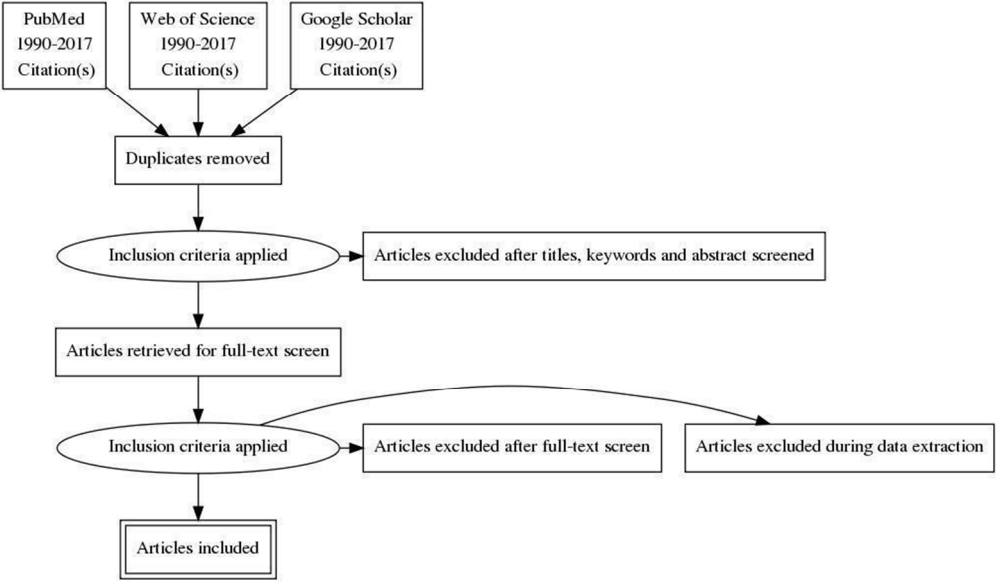 PubMed
1990-2017
Citation(s)
Web of Science
1990-2017
Citation(s)
Google Scholar
1990-2017
Citation(s)
Duplicates removed
Inclusion criteria applied
Articles excluded after titles, keywords and abstract screened
Articles retrieved for full-text screen
Inclusion criteria applied
Articles excluded after full-text screen
Articles excluded during data extraction
Articles included